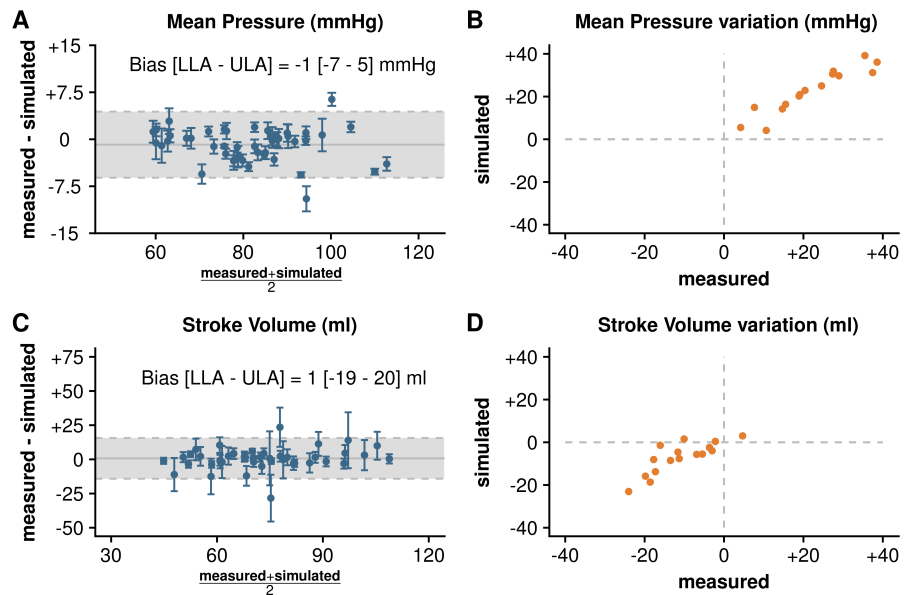 A
Mean Pressure (mmHg)
measured - simulated
+15
+7.5
0
-7.5
-15
Bias [LLA - ULA] = -1 [-7 - 5] mmHg
60
80
100
120
measured+simulated
2
B
Mean Pressure variation (mmHg)
simulated
+40
+20
0
-20
-40
-40
-20
0
+20
+40
measured
C
Stroke Volume (ml)
measured - simulated
+75
+50
+25
0
-25
-50
Bias [LLA - ULA] = 1 [-19 - 20] ml
30
60
90
120
measured+simulated
2
D
Stroke Volume variation (ml)
simulated
+40
+20
0
-20
-40
-40
-20
0
+20
+40
measured